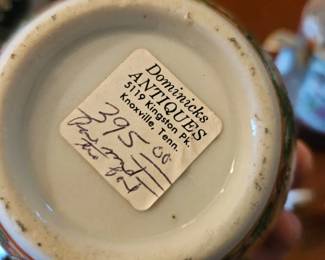 Dominicks
ANTIQUES
5119 Kingston Pk.
Knoxville, Tenn.
395 00